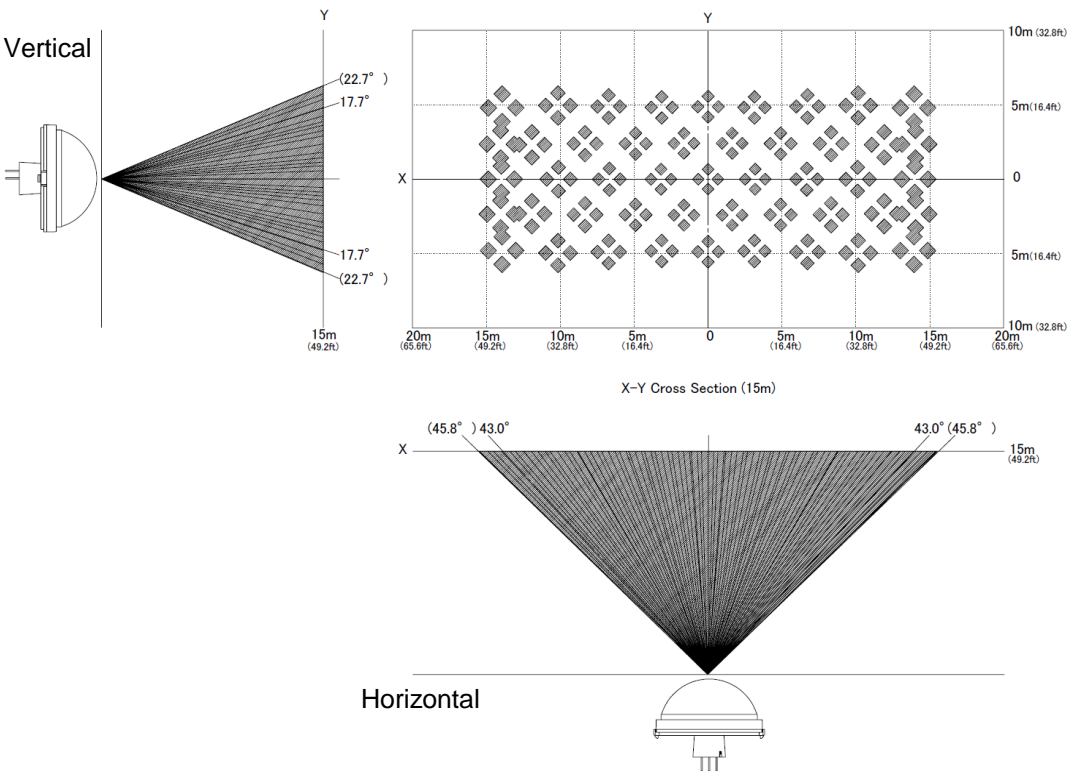 Vertical
Y
(22.7° )
17.7°
17.7°
(22.7° )
15m
(49.2ft)
Y
10m (32.8ft)
5m(16.4ft)
X
0
5m(16.4ft)
10m (32.8ft)
20m 15m 10m 5m 0 5m 10m 15m 20m
(65.6ft) (49.2ft) (32.8ft) (16.4ft) (16.4ft) (32.8ft) (49.2ft) (65.6ft)
X-Y Cross Section (15m)
(45.8° ) 43.0° 43.0° (45.8° )
X
15m
(49.2ft)
Horizontal